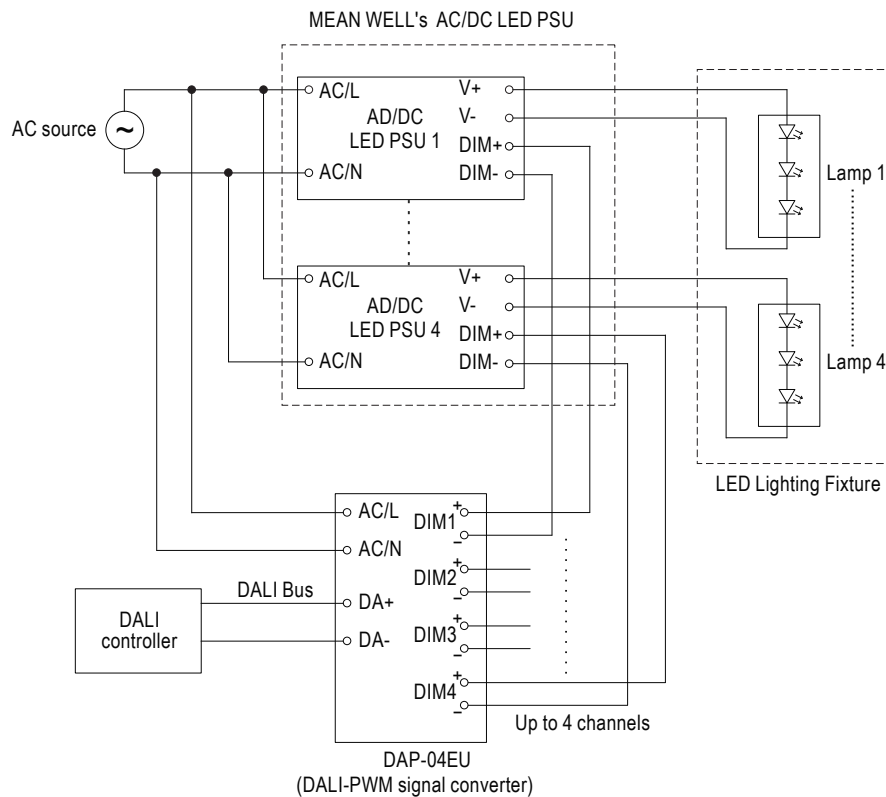 MEAN WELL's AC/DC LED PSU
AC source
~
AC/L
AC/N
AD/DC
LED PSU 1
V+
V-
DIM+
DIM-
Lamp 1
AC/L
AC/N
AD/DC
LED PSU 4
V+
V-
DIM+
DIM-
Lamp 4
LED Lighting Fixture
DALI
controller
DALI Bus
AC/L
AC/N
DA+
DA-
DIM1
+
–
DIM2
+
–
DIM3
+
–
DIM4
+
–
Up to 4 channels
DAP-04EU
(DALI-PWM signal converter)